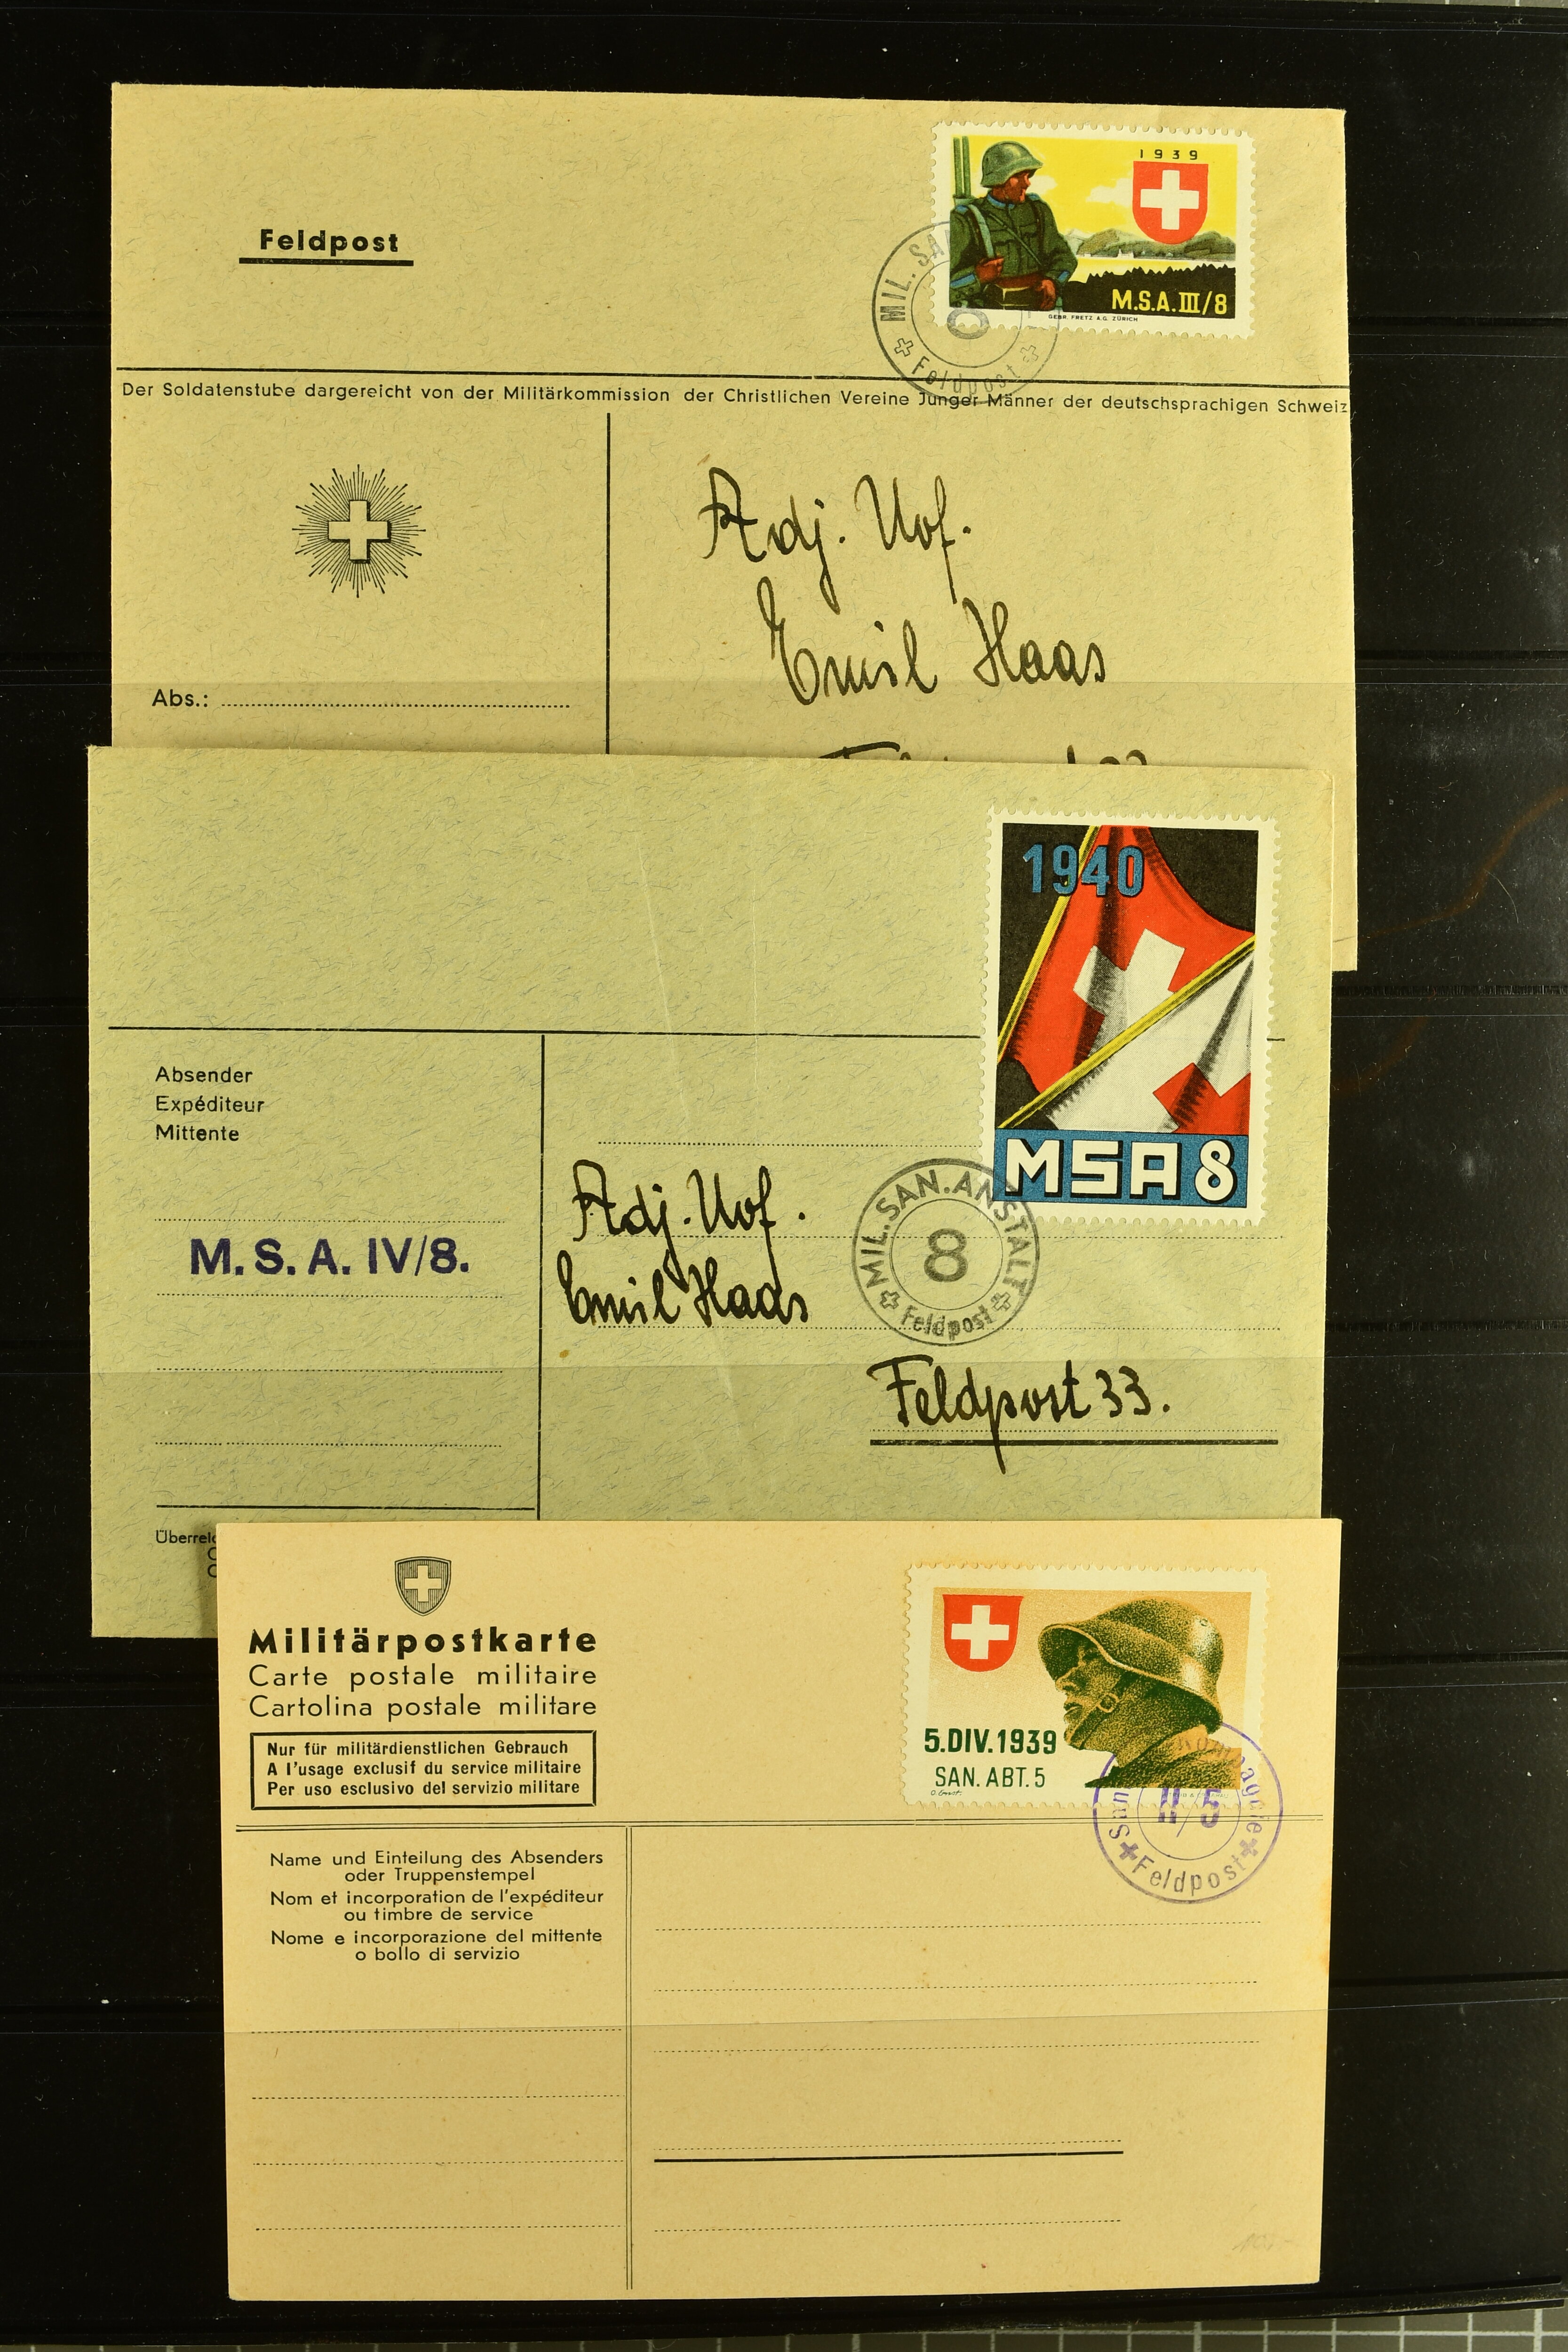 1939
M.S.A. III/8
GEBR. FRETZ A.G. ZÜRICH
Feldpost
MIL. SA
Feldpost
Der Soldatenstube dargereicht von der Militärkommission der Christlichen Vereine Junger Männer der deutschsprachigen Schweiz
Adj. Uof.
Emil Haas
Abs.:
1940
MSA 8
Absender
Expéditeur
Mittente
M.S.A. IV/8.
Adj. Uof.
Emil Haas
MIL.SAN.ANSTALT
8
Feldpost
Feldpost 33.
Militärpostkarte
Carte postale militaire
Cartolina postale militare
Nur für militärdienstlichen Gebrauch
A l'usage exclusif du service militaire
Per uso esclusivo del servizio militare
5.DIV.1939
SAN. ABT. 5
II/5
Feldpost
Name und Einteilung des Absenders
oder Truppenstempel
Nom et incorporation de l'expéditeur
ou timbre de service
Nome e incorporazione del mittente
o bollo di servizio